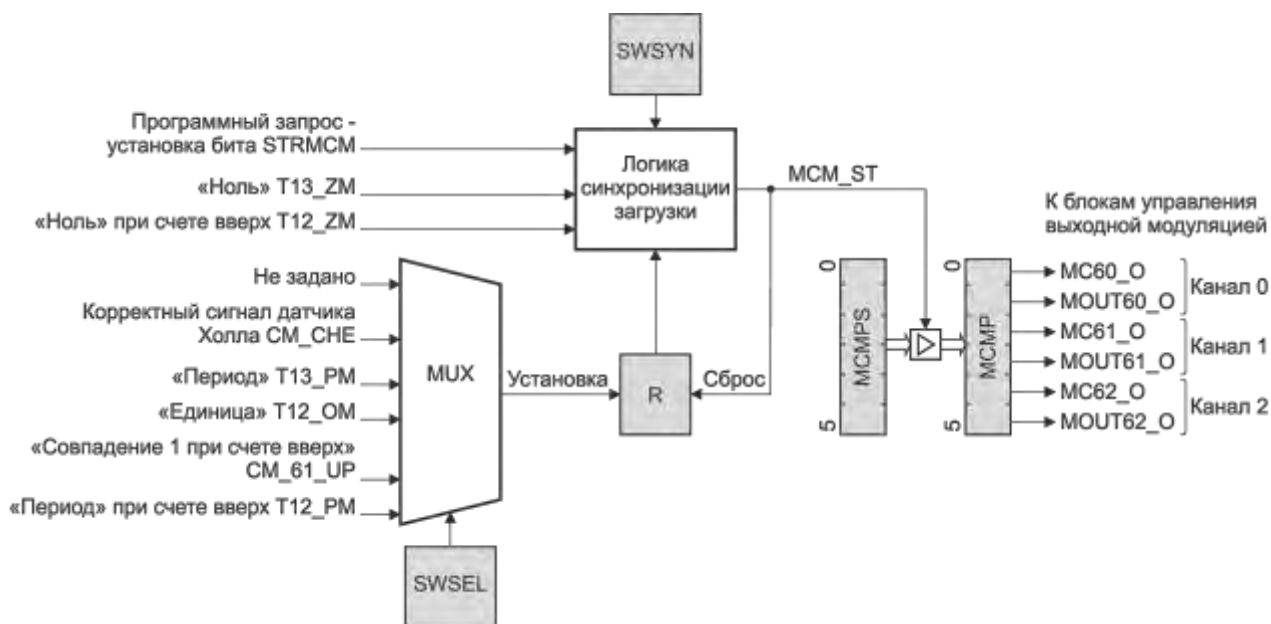 SWSYN
Программный запрос -
установка бита STRMCM
«Ноль» T13_ZM
«Ноль» при счете вверх T12_ZM
Логика
синхронизации
загрузки
MCM_ST
К блокам управления
выходной модуляцией
Не задано
Корректный сигнал датчика
Холла CM_CHE
«Период» T13_PM
«Единица» T12_OM
«Совпадение 1 при счете вверх»
CM_61_UP
«Период» при счете вверх T12_PM
MUX
SWSEL
Установка
R
Сброс
0
MCMPS
5
0
MCMP
5
MC60_O
MOUT60_O
Канал 0
MC61_O
MOUT61_O
Канал 1
MC62_O
MOUT62_O
Канал 2